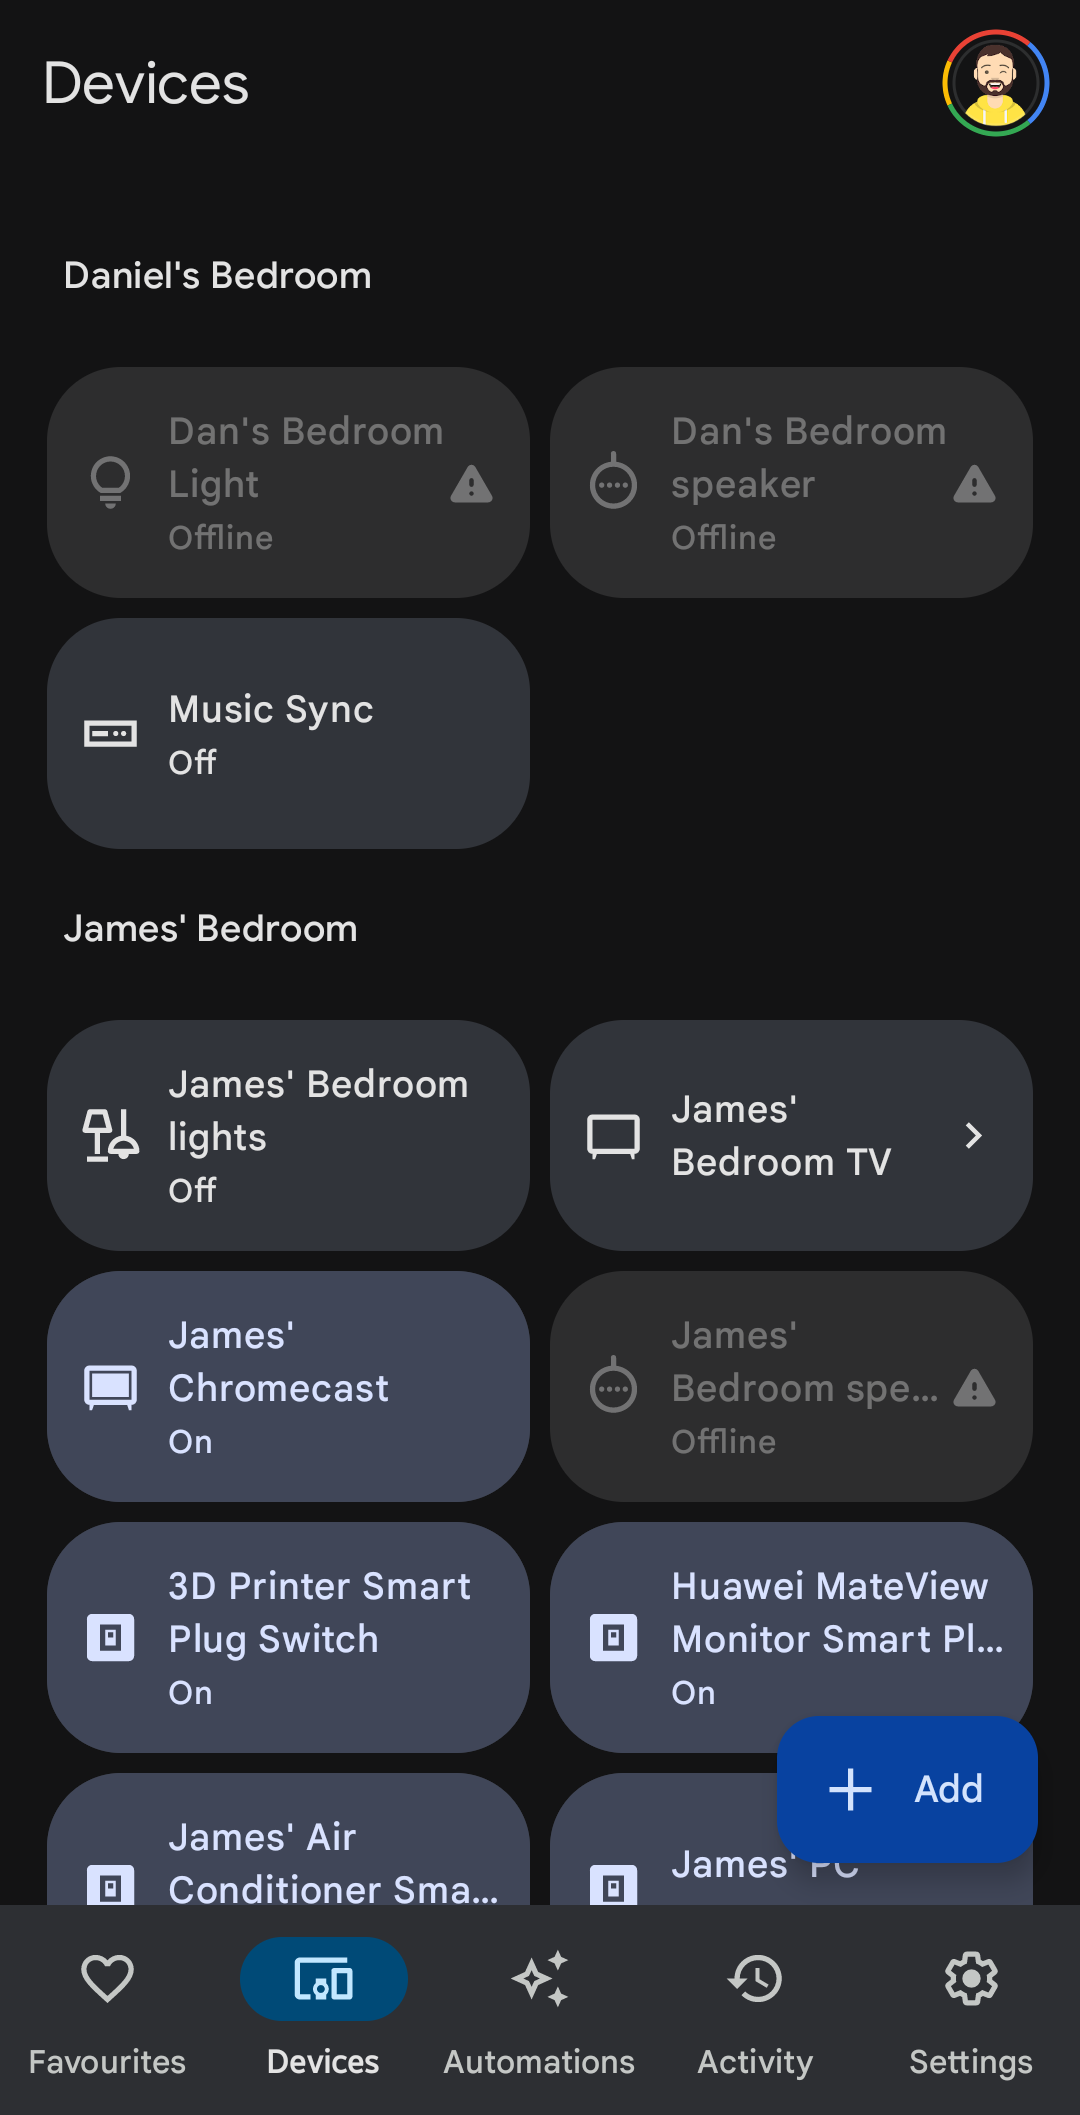 Devices
Daniel's Bedroom
Dan's Bedroom
Light
Offline
Dan's Bedroom
speaker
Offline
Music Sync
Off
James' Bedroom
James' Bedroom
lights
Off
James'
Bedroom TV
James'
Chromecast
On
James'
Bedroom spe...
Offline
3D Printer Smart
Plug Switch
On
Huawei MateView
Monitor Smart Pl...
On
Add
James' Air
Conditioner Sma...
James' PC
Favourites
Devices
Automations
Activity
Settings